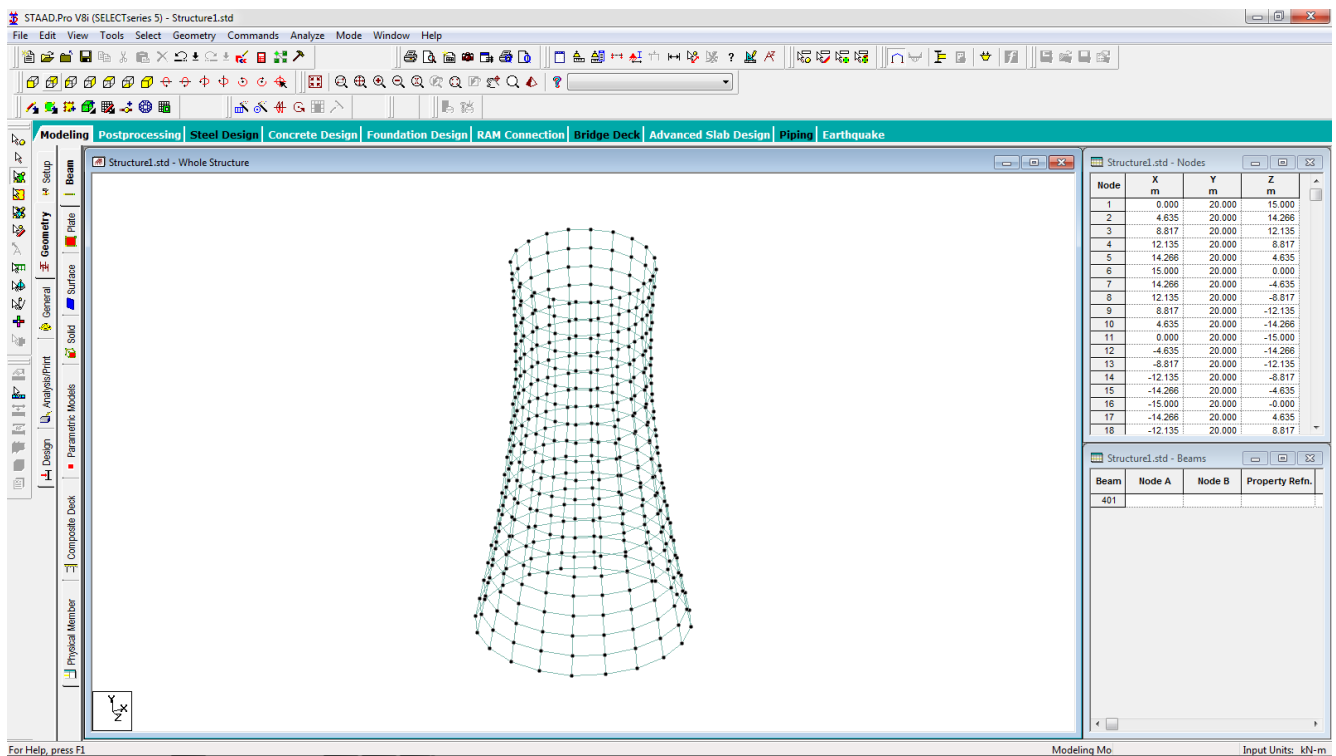 STAAD.Pro V8i (SELECTseries 5) - Structure1.std
File Edit View Tools Select Geometry Commands Analyze Mode Window Help
Modeling Postprocessing Steel Design Concrete Design Foundation Design RAM Connection Bridge Deck Advanced Slab Design Piping Earthquake
Setup
Geometry
General
Analysis/Print
Design
Beam
Plate
Surface
Solid
Parametric Models
Composite Deck
Physical Member
Structure1.std - Whole Structure
Y
X
Z
Structure1.std - Nodes
Node X m Y m Z m
1 0.000 20.000 15.000
2 4.635 20.000 14.266
3 8.817 20.000 12.135
4 12.135 20.000 8.817
5 14.266 20.000 4.635
6 15.000 20.000 0.000
7 14.266 20.000 -4.635
8 12.135 20.000 -8.817
9 8.817 20.000 -12.135
10 4.635 20.000 -14.266
11 0.000 20.000 -15.000
12 -4.635 20.000 -14.266
13 -8.817 20.000 -12.135
14 -12.135 20.000 -8.817
15 -14.266 20.000 -4.635
16 -15.000 20.000 -0.000
17 -14.266 20.000 4.635
18 -12.135 20.000 8.817
Structure1.std - Beams
Beam Node A Node B Property Refn.
401
For Help, press F1
Modeling Mo
Input Units: kN-m